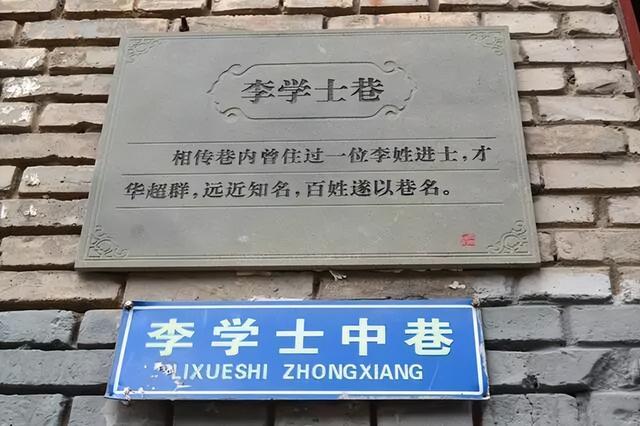 李学士巷
相传巷内曾住过一位李姓进士，才
华超群，远近知名，百姓遂以巷名。
李学士中巷
LIXUESHI ZHONGXIANG